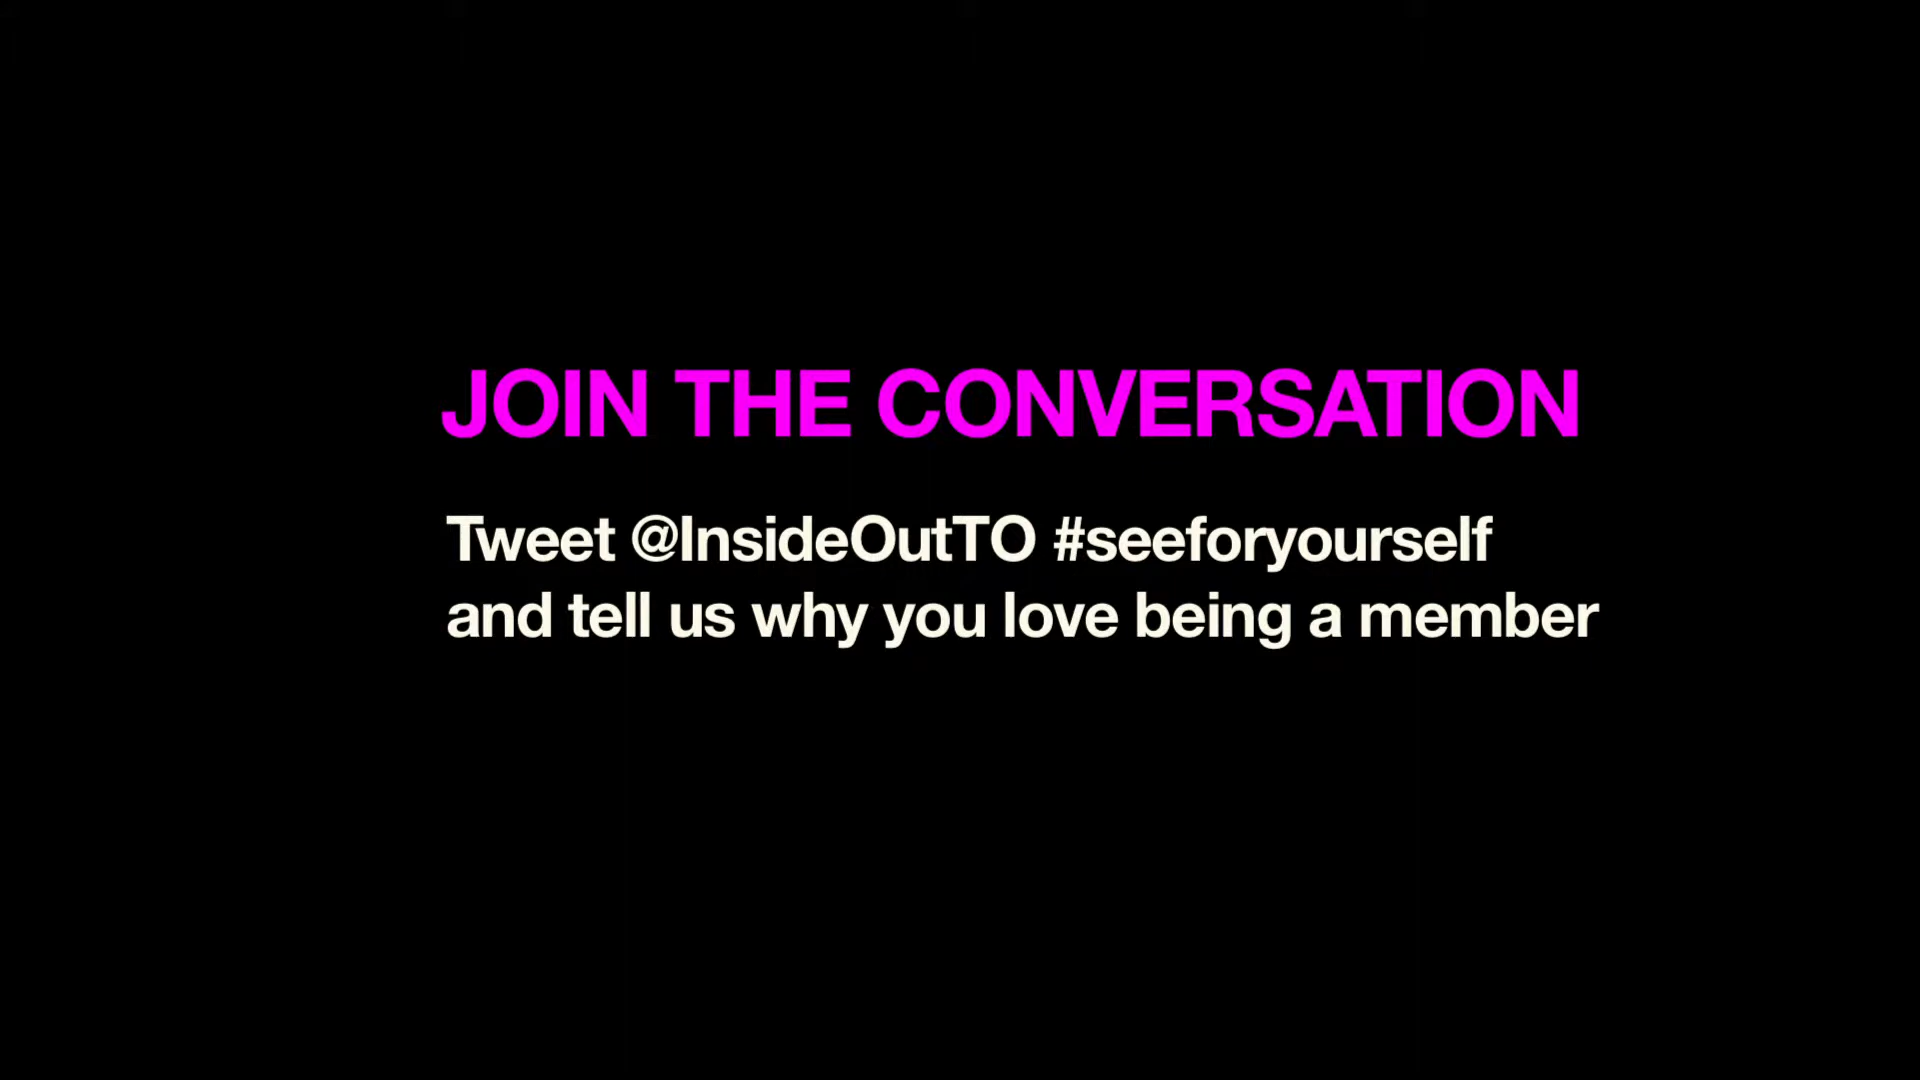 JOIN THE CONVERSATION
Tweet @InsideOutTO #seeforyourself
and tell us why you love being a member